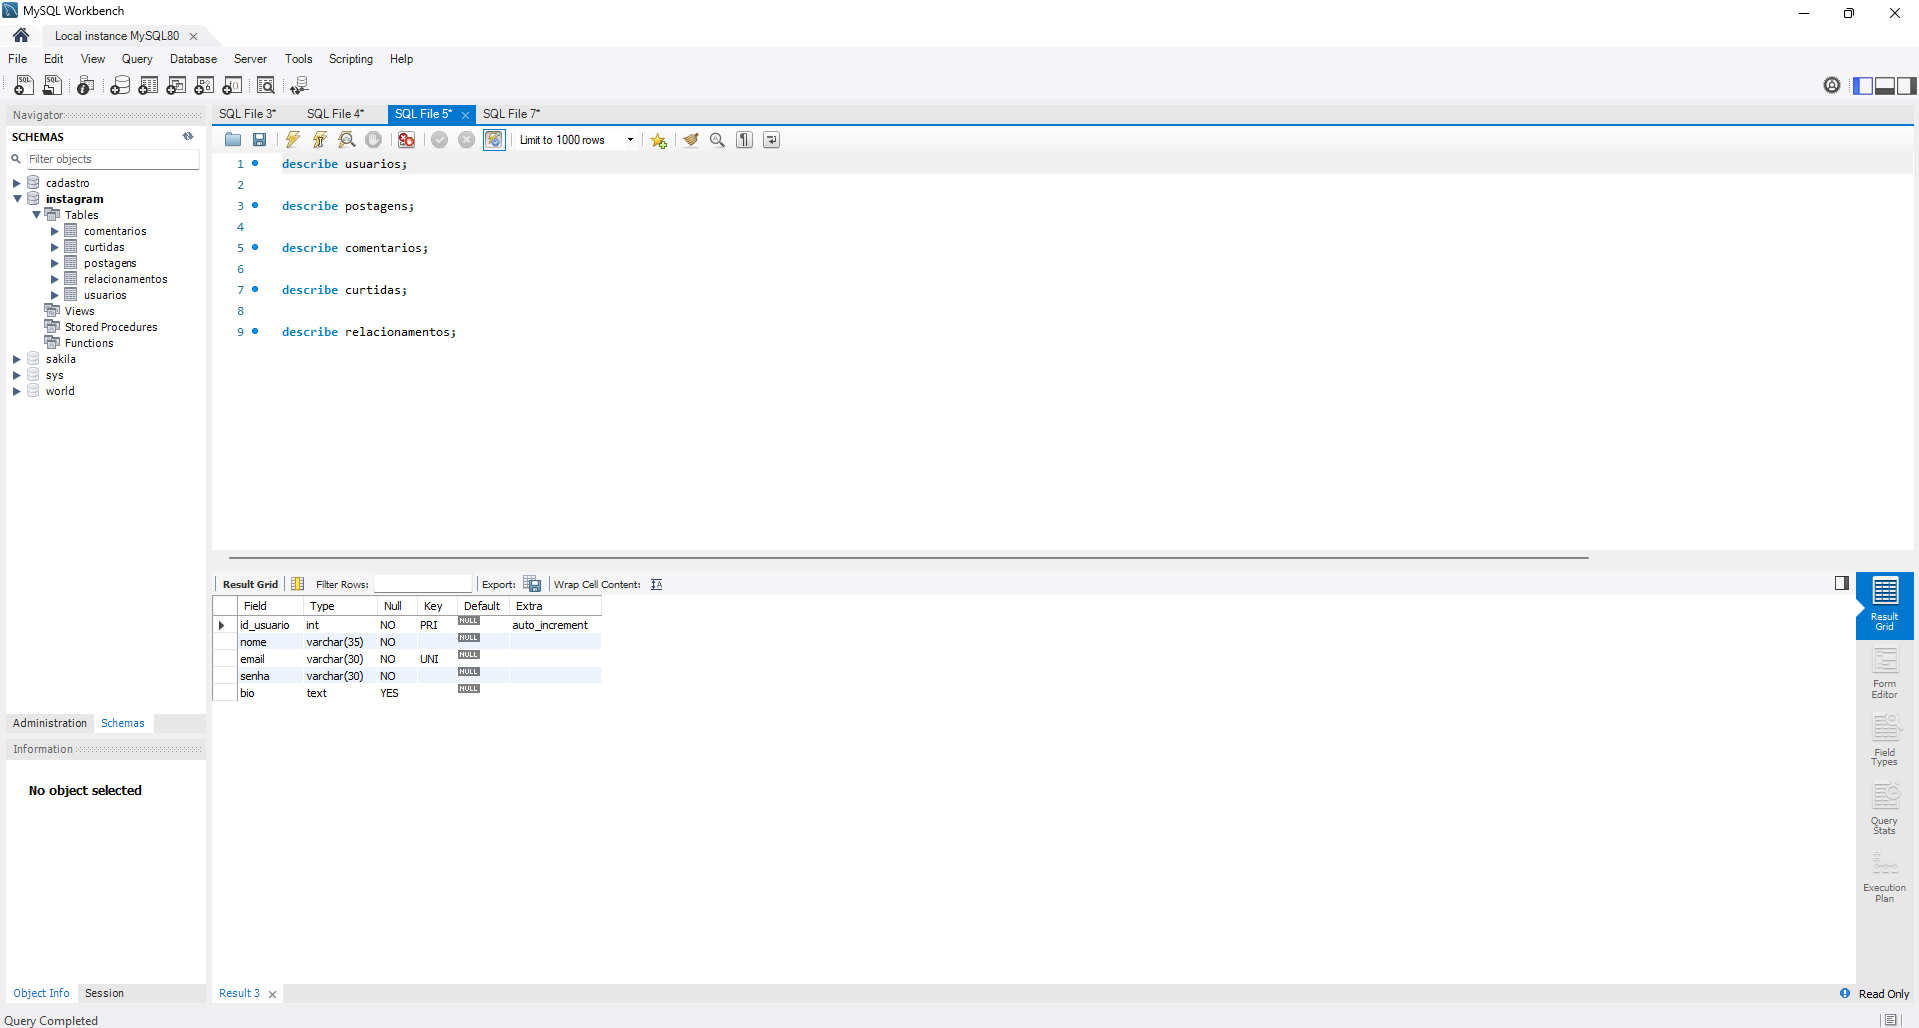 MySQL Workbench
Local instance MySQL80
File Edit View Query Database Server Tools Scripting Help
Navigator
SCHEMAS
Filter objects
cadastro
instagram
Tables
comentarios
curtidas
postagens
relacionamentos
usuarios
Views
Stored Procedures
Functions
sakila
sys
world
Administration Schemas
Information
No object selected
Object Info Session
SQL File 3* SQL File 4* SQL File 5* SQL File 7*
Limit to 1000 rows
1 describe usuarios;
2
3 describe postagens;
4
5 describe comentarios;
6
7 describe curtidas;
8
9 describe relacionamentos;
Result Grid Filter Rows: Export: Wrap Cell Content:
Field Type Null Key Default Extra
id_usuario int NO PRI NULL auto_increment
nome varchar(35) NO NULL
email varchar(30) NO UNI NULL
senha varchar(30) NO NULL
bio text YES NULL
Result
Grid
Form
Editor
Field
Types
Query
Stats
Execution
Plan
Result 3
Read Only
Query Completed